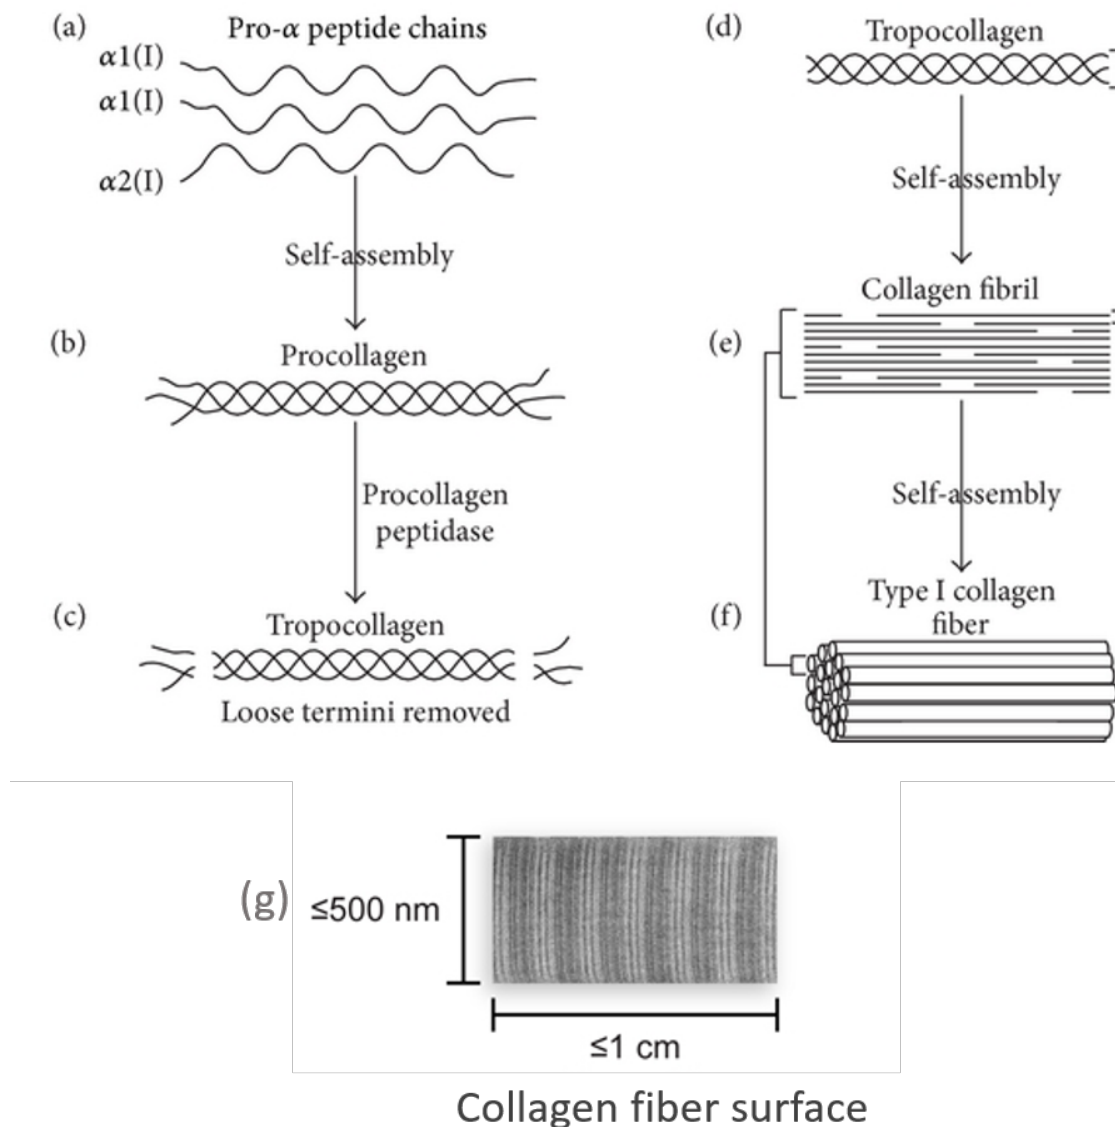 (a)
Pro-α peptide chains
α1(I)
α1(I)
α2(I)
Self-assembly
(b)
Procollagen
Procollagen
peptidase
(c)
Tropocollagen
Loose termini removed
(d)
Tropocollagen
Self-assembly
Collagen fibril
(e)
Self-assembly
Type I collagen
fiber
(f)
(g)
≤500 nm
≤1 cm
Collagen fiber surface